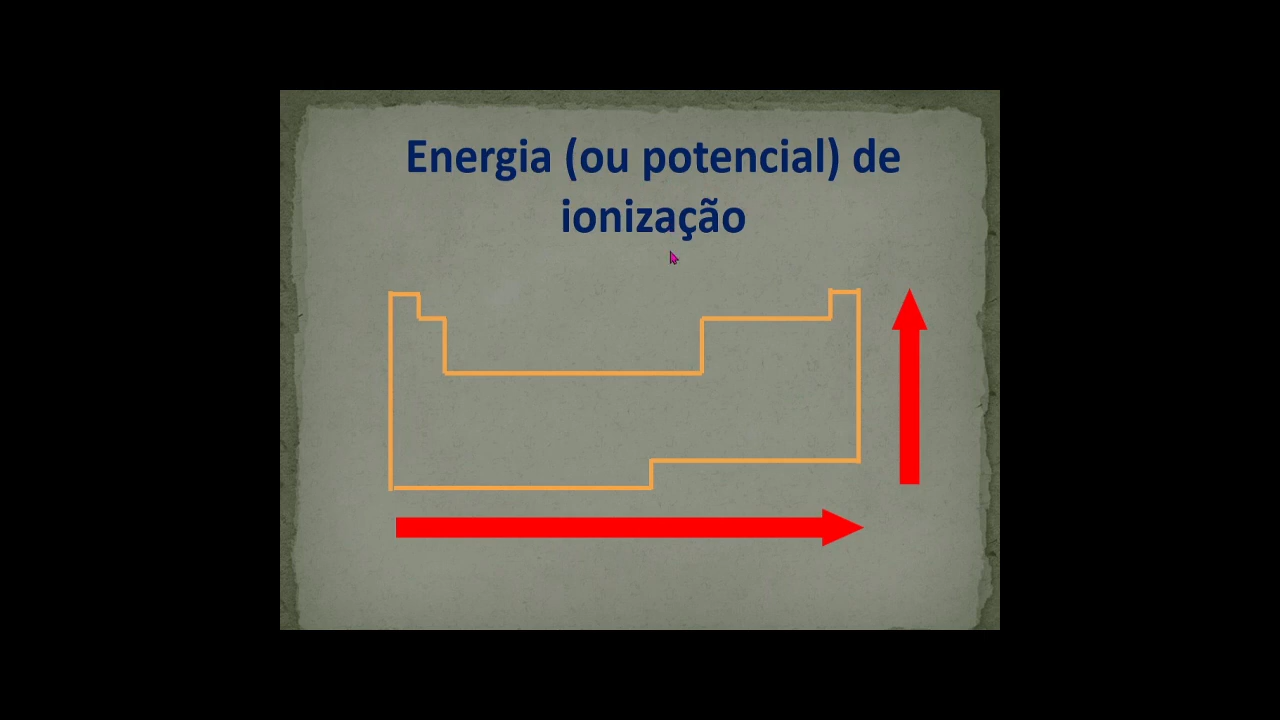 Energia (ou potencial) de
ionização